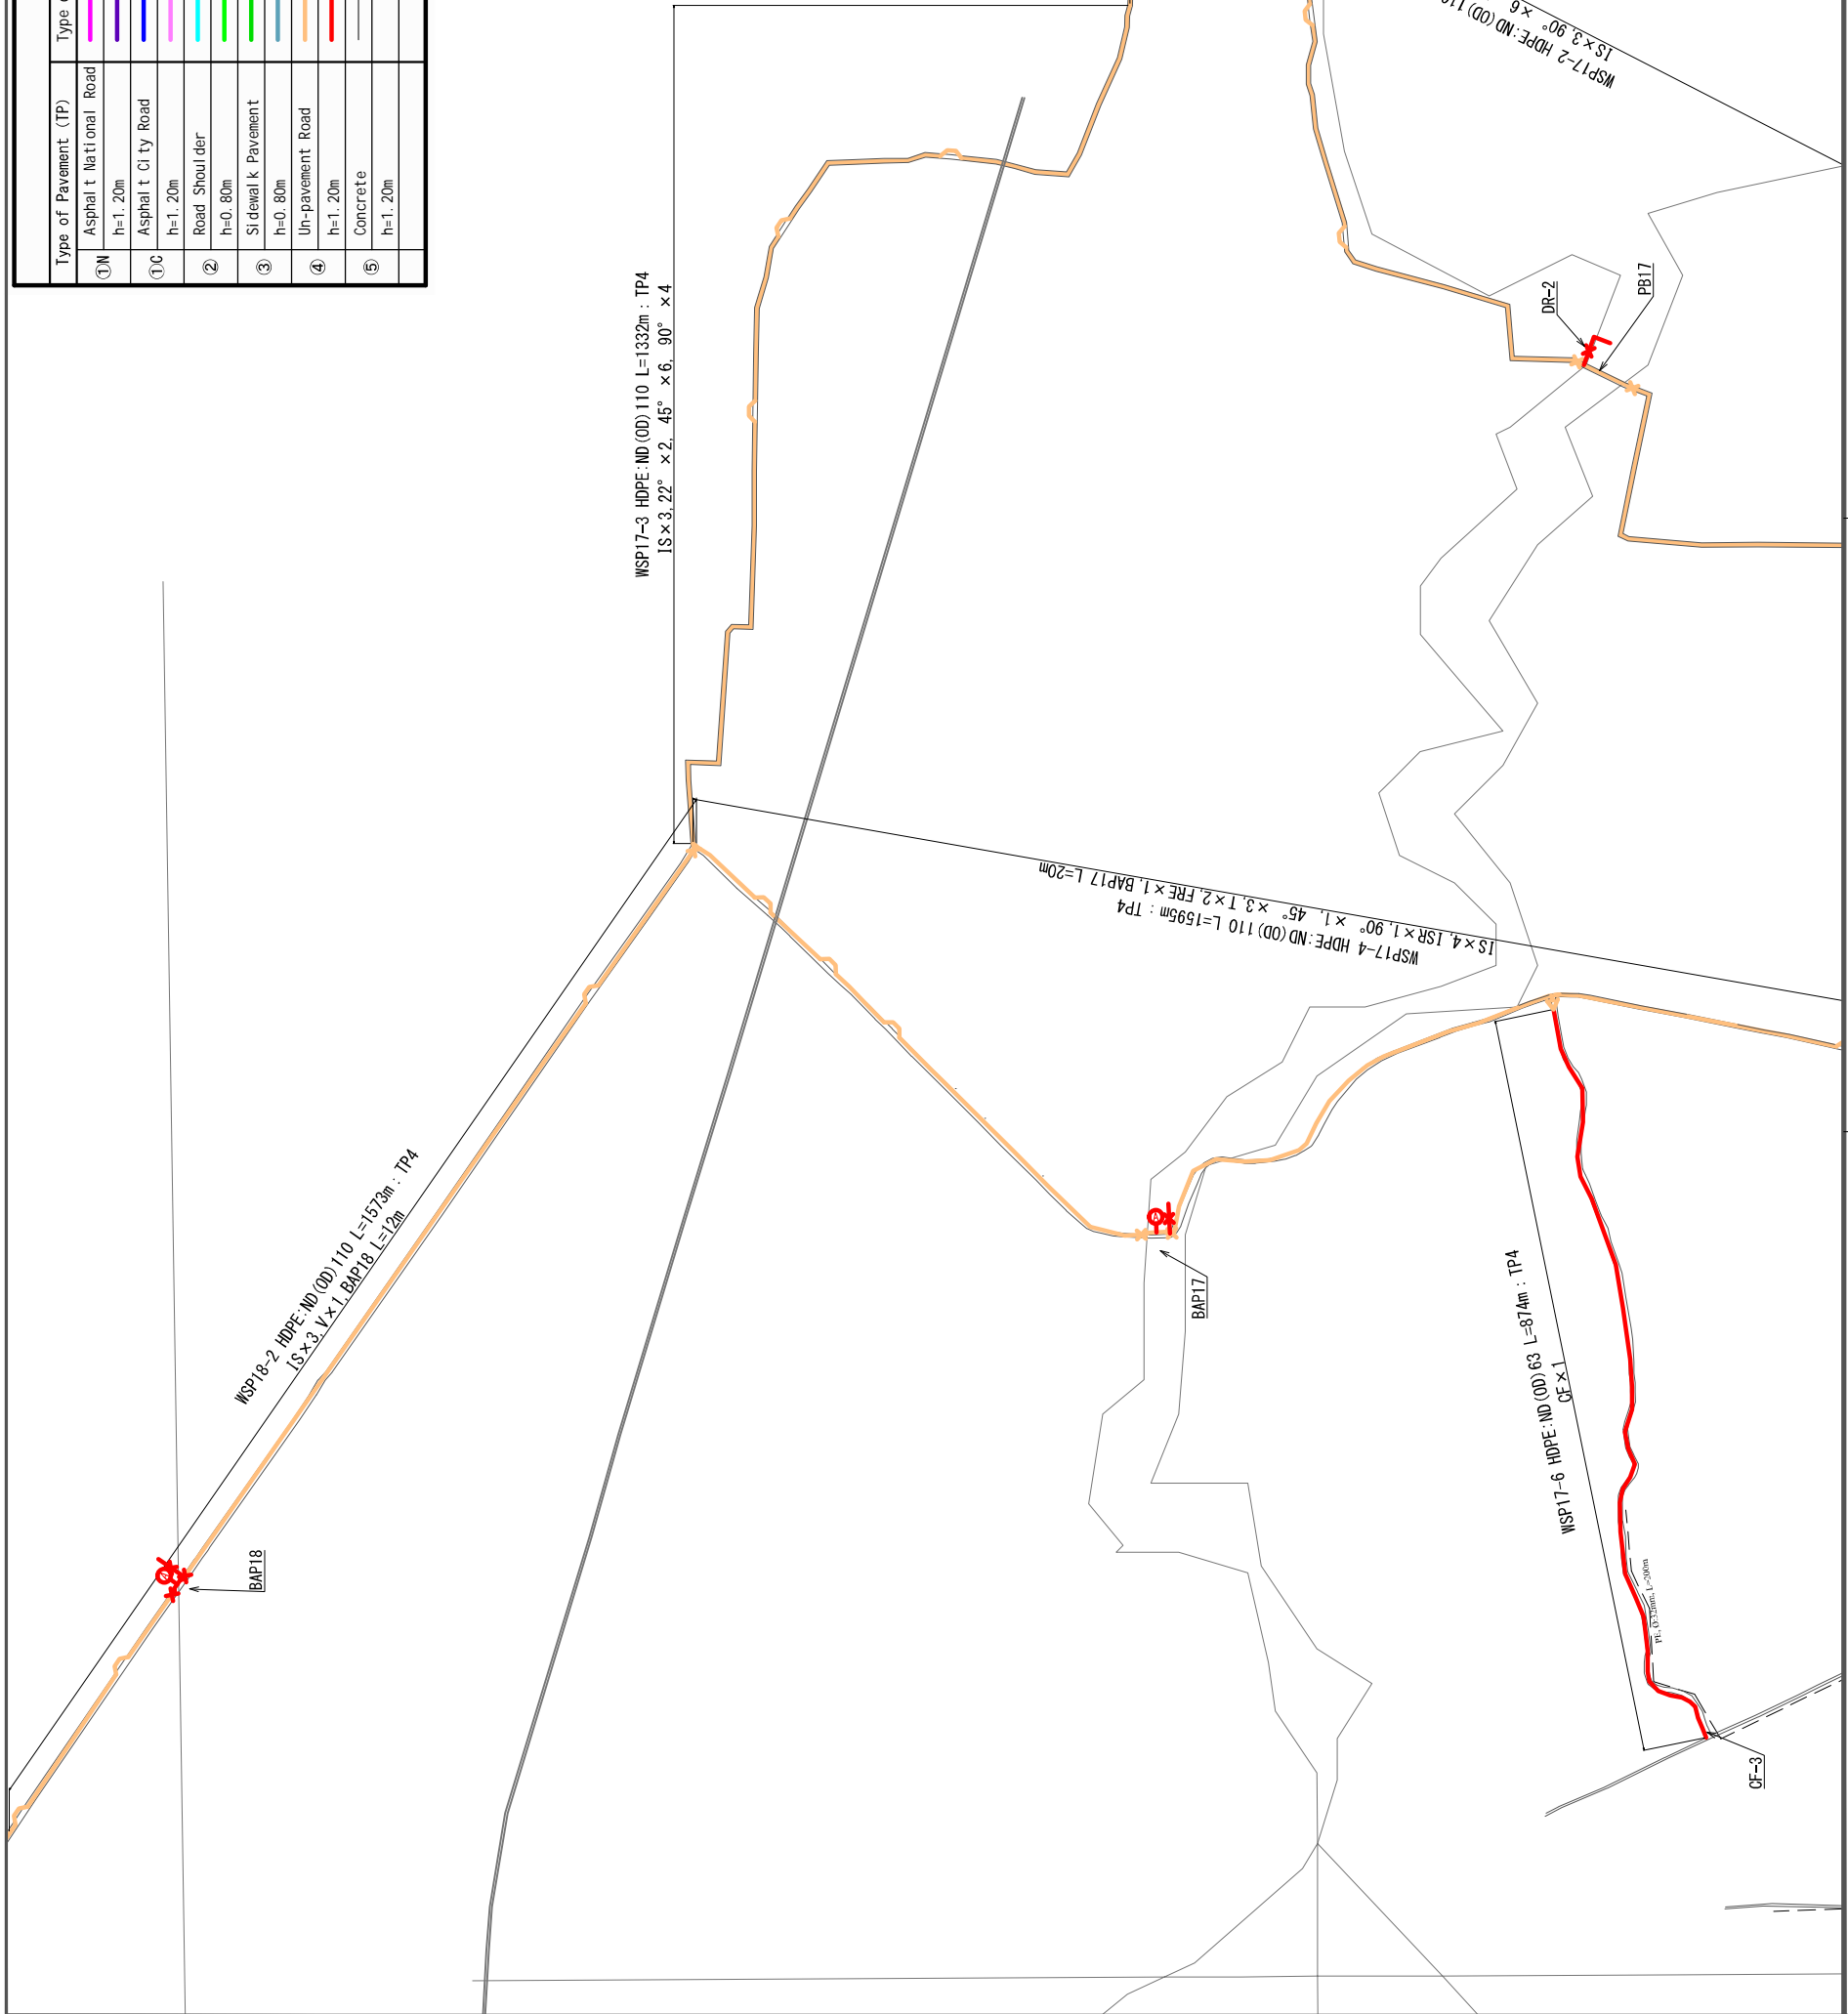 Type of Pavement (TP)
Type
①N
Asphalt National Road
h=1.20m
①C
Asphalt City Road
h=1.20m
②
Road Shoulder
h=0.80m
③
Sidewalk Pavement
h=0.80m
④
Un-pavement Road
h=1.20m
⑤
Concrete
h=1.20m
WSP17-2 HDPE:ND(OD)11
IS×3, 90° ×6
WSP17-3 HDPE:ND(OD)110 L=1332m : TP4
IS×3, 22° ×2, 45° ×6, 90° ×4
DR-2
PB17
WSP17-4 HDPE:ND(OD)110 L=1595m : TP4
IS×4, ISR×1, 90° ×1, 45° ×3, T×2, FRE×1, BAP17 L=20m
WSP18-2 HDPE:ND(OD)110 L=1573m : TP4
IS×3, V×1, BAP18 L=12m
A
BAP17
A
BAP18
WSP17-6 HDPE:ND(OD)63 L=874m : TP4
CF×1
PE, Ø32mm, L=200m
CF-3